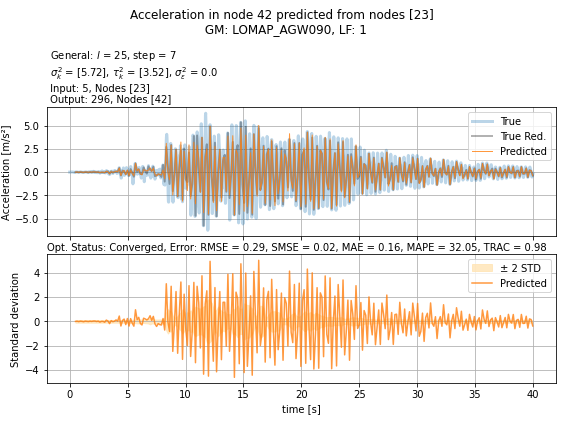 Acceleration in node 42 predicted from nodes [23]
GM: LOMAP_AGW090, LF: 1
General: l = 25, step = 7
σ²ₖ = [5.72], τ²ₖ = [3.52], σ²ε = 0.0
Input: 5, Nodes [23]
Output: 296, Nodes [42]
Acceleration [m/s²]
5.0
2.5
0.0
−2.5
−5.0
True
True Red.
Predicted
Opt. Status: Converged, Error: RMSE = 0.29, SMSE = 0.02, MAE = 0.16, MAPE = 32.05, TRAC = 0.98
Standard deviation
4
2
0
−2
−4
± 2 STD
Predicted
0 5 10 15 20 25 30 35 40
time [s]